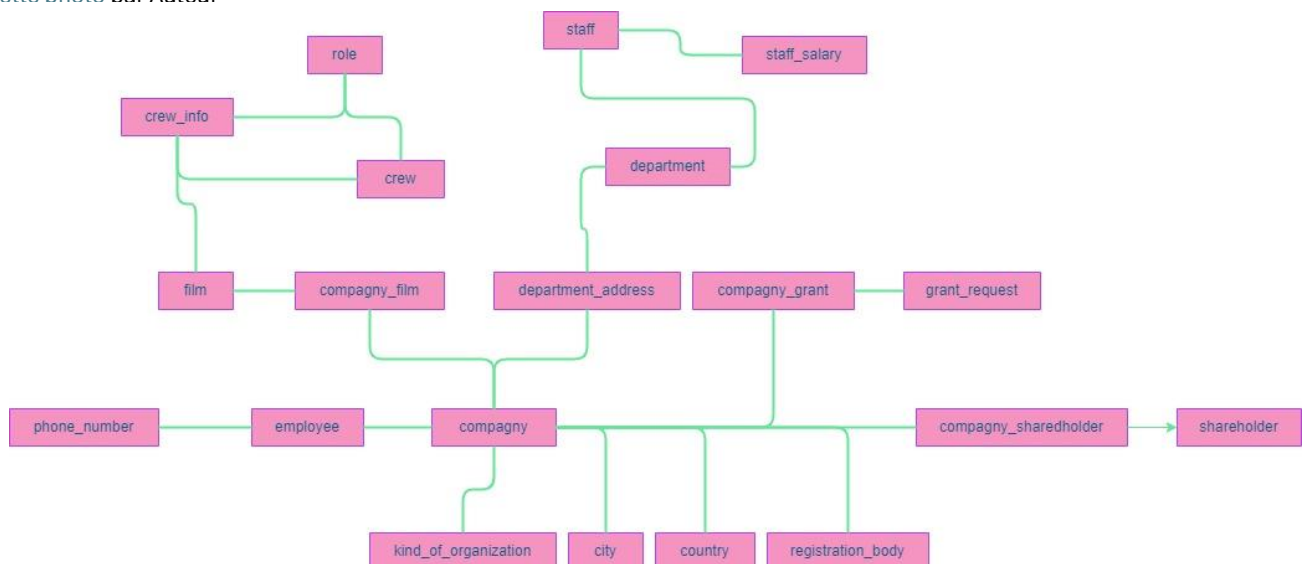 staff
role
staff_salary
crew_info
department
crew
film
compagny_film
department_address
compagny_grant
grant_request
phone_number
employee
compagny
compagny_sharedholder
shareholder
kind_of_organization
city
country
registration_body